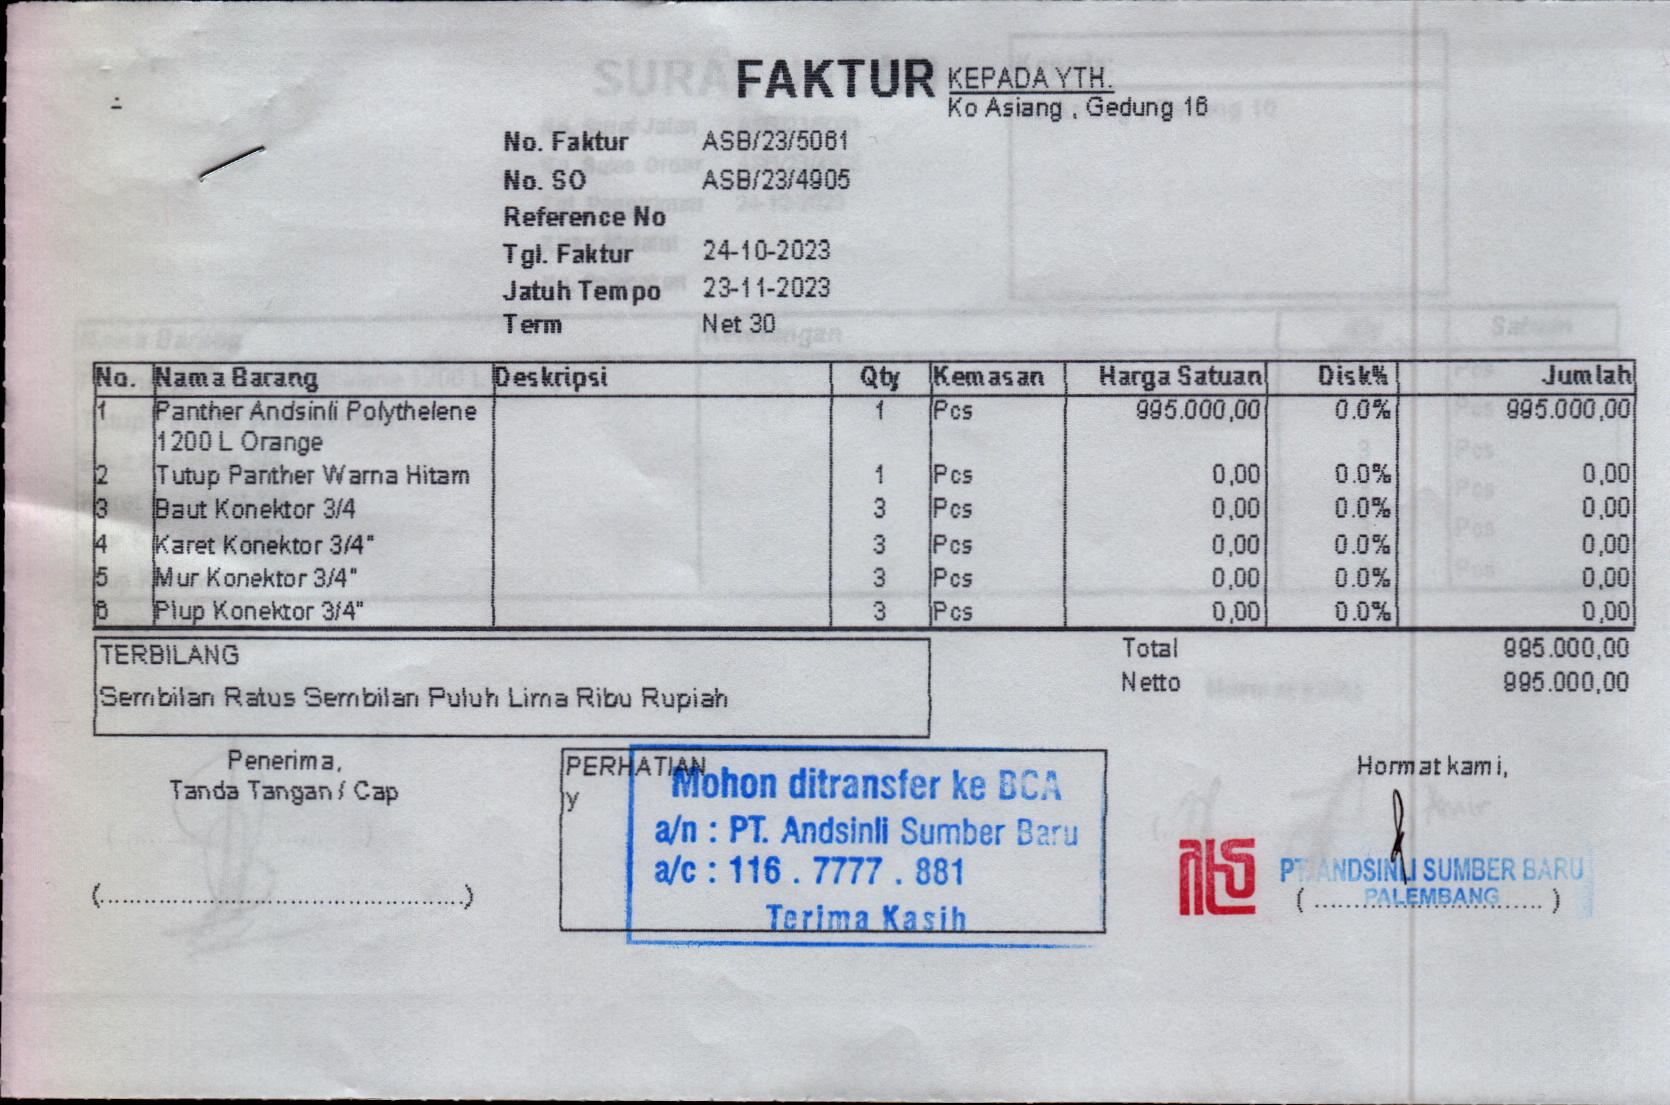 FAKTUR
KEPADA YTH.
Ko Asiang , Gedung 16
No. Faktur ASB/23/5061
No. SO ASB/23/4905
Reference No
Tgl. Faktur 24-10-2023
Jatuh Tempo 23-11-2023
Term Net 30
No. Nama Barang Deskripsi Qty Kemasan Harga Satuan Disk% Jumlah
1 Panther Andsinli Polythelene 1 Pcs 995.000,00 0.0% 995.000,00
1200 L Orange
2 Tutup Panther Warna Hitam 1 Pcs 0,00 0.0% 0,00
3 Baut Konektor 3/4 3 Pcs 0,00 0.0% 0,00
4 Karet Konektor 3/4" 3 Pcs 0,00 0.0% 0,00
5 Mur Konektor 3/4" 3 Pcs 0,00 0.0% 0,00
6 Plup Konektor 3/4" 3 Pcs 0,00 0.0% 0,00
TERBILANG
Sembilan Ratus Sembilan Puluh Lima Ribu Rupiah
Total 995.000,00
Netto 995.000,00
Penerima,
Tanda Tangan / Cap
(...............................................)
PERHATIAN
y
Mohon ditransfer ke BCA
a/n : PT. Andsinli Sumber Baru
a/c : 116 . 7777 . 881
Terima Kasih
Hormat kami,
PT. ANDSINLI SUMBER BARU
PALEMBANG
( .............................. )